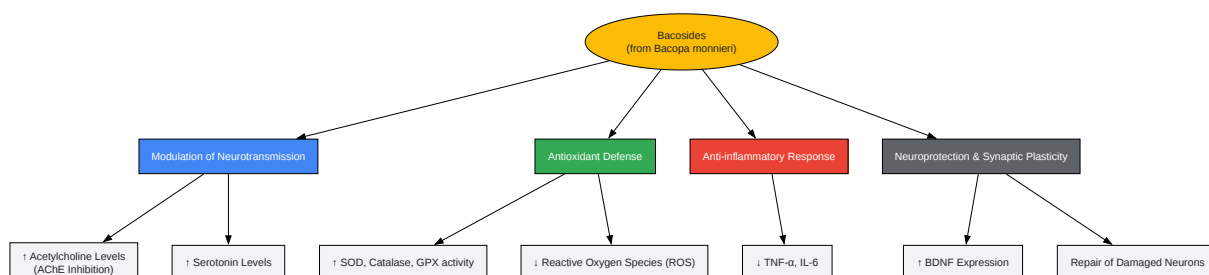 Bacosides
(from Bacopa monnieri)
Modulation of Neurotransmission
Antioxidant Defense
Anti-inflammatory Response
Neuroprotection & Synaptic Plasticity
↑ Acetylcholine Levels
(AChE Inhibition)
↑ Serotonin Levels
↑ SOD, Catalase, GPX activity
↓ Reactive Oxygen Species (ROS)
↓ TNF-α, IL-6
↑ BDNF Expression
Repair of Damaged Neurons